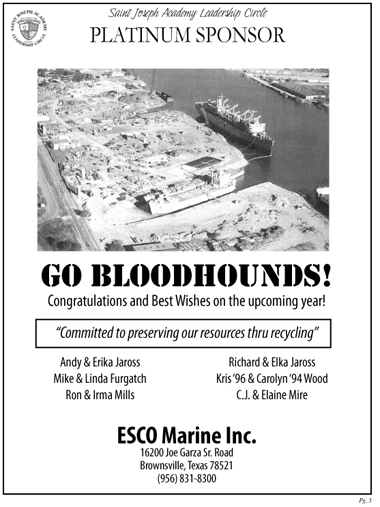 Saint Joseph Academy Leadership Circle
PLATINUM SPONSOR
SAINT JOSEPH ACADEMY
LEADERSHIP CIRCLE
GO BLOODHOUNDS!
Congratulations and Best Wishes on the upcoming year!
“Committed to preserving our resources thru recycling”
Andy & Erika Jaross
Richard & Elka Jaross
Mike & Linda Furgatch
Kris ‘96 & Carolyn ‘94 Wood
Ron & Irma Mills
C.J. & Elaine Mire
ESCO Marine Inc.
16200 Joe Garza Sr. Road
Brownsville, Texas 78521
(956) 831-8300
Pg. 3